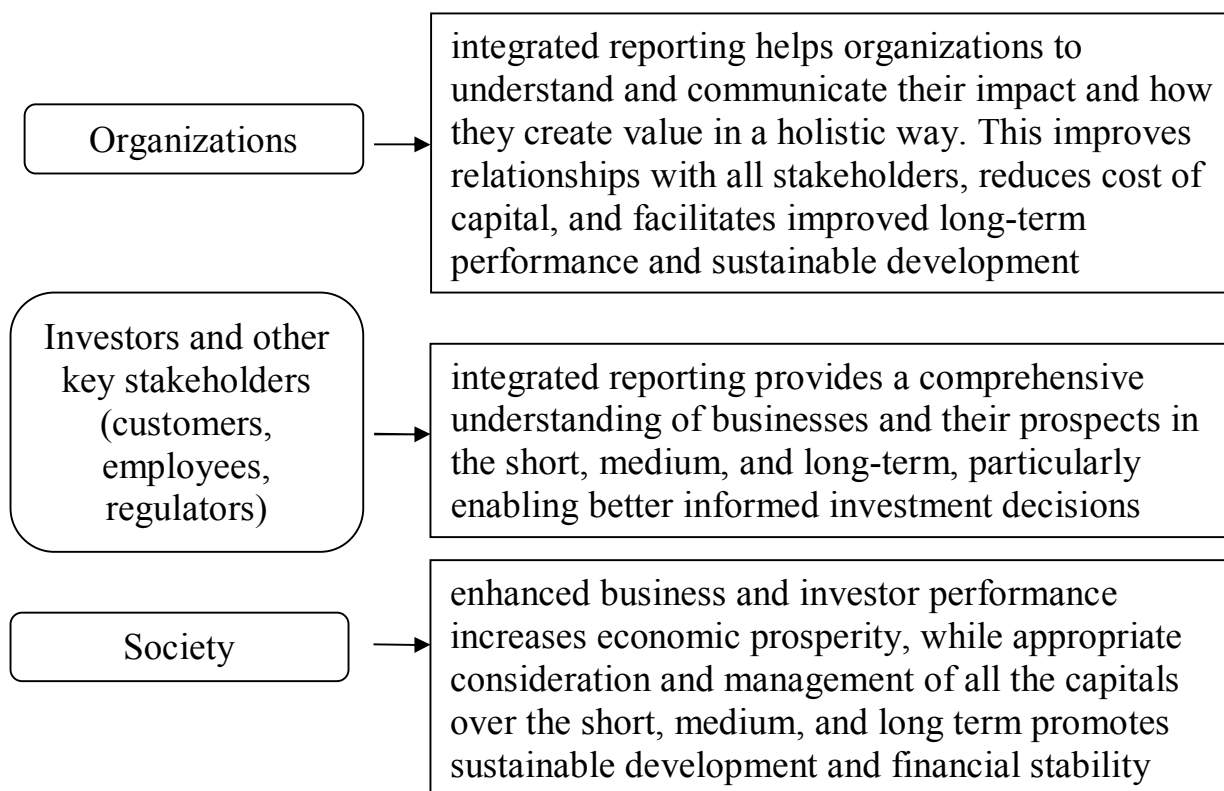 Organizations
integrated reporting helps organizations to
understand and communicate their impact and how
they create value in a holistic way. This improves
relationships with all stakeholders, reduces cost of
capital, and facilitates improved long-term
performance and sustainable development
Investors and other
key stakeholders
(customers,
employees,
regulators)
integrated reporting provides a comprehensive
understanding of businesses and their prospects in
the short, medium, and long-term, particularly
enabling better informed investment decisions
Society
enhanced business and investor performance
increases economic prosperity, while appropriate
consideration and management of all the capitals
over the short, medium, and long term promotes
sustainable development and financial stability